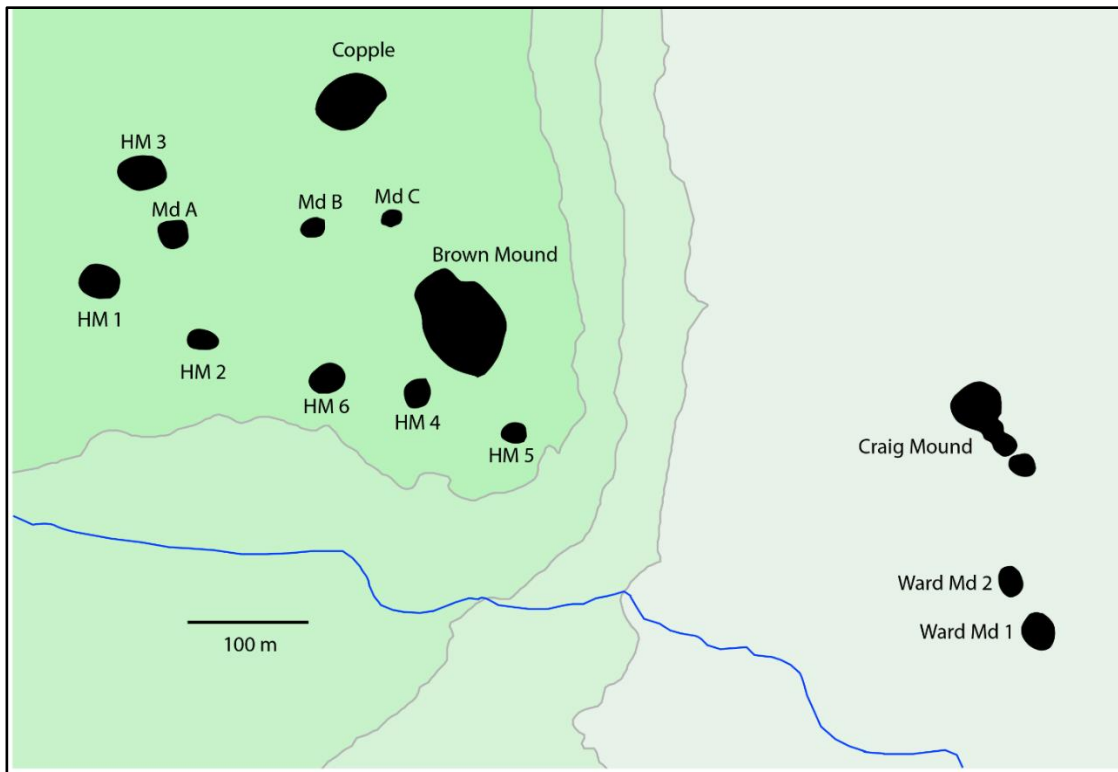 Copple
HM 3
Md A
Md B
Md C
Brown Mound
HM 1
HM 2
HM 6
HM 4
HM 5
Craig Mound
Ward Md 2
Ward Md 1
100 m